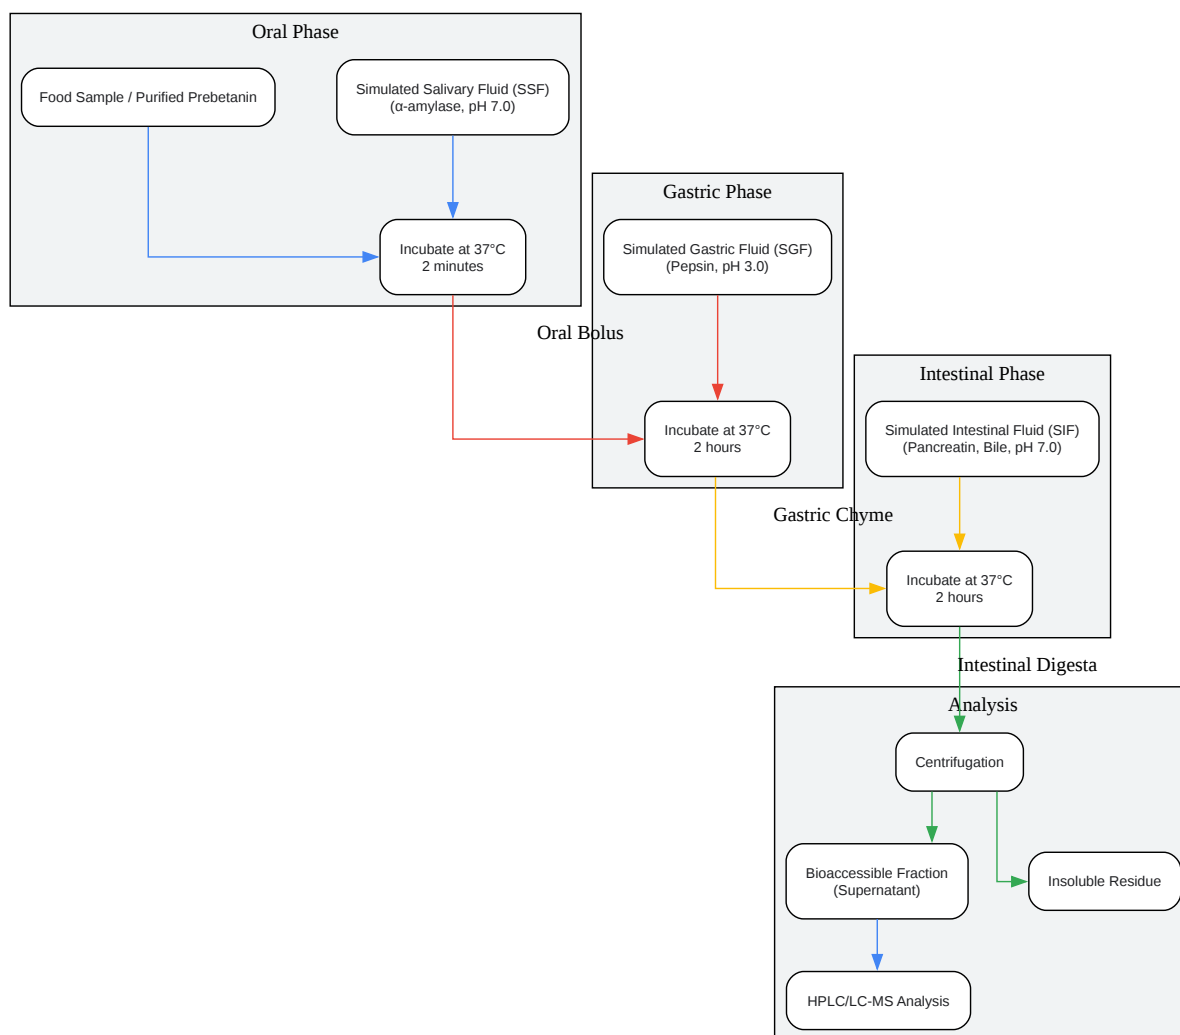 Oral Phase
Food Sample / Purified Prebetanin
Simulated Salivary Fluid (SSF)
(α-amylase, pH 7.0)
Incubate at 37°C
2 minutes
Oral Bolus
Gastric Phase
Simulated Gastric Fluid (SGF)
(Pepsin, pH 3.0)
Incubate at 37°C
2 hours
Gastric Chyme
Intestinal Phase
Simulated Intestinal Fluid (SIF)
(Pancreatin, Bile, pH 7.0)
Incubate at 37°C
2 hours
Intestinal Digesta
Analysis
Centrifugation
Bioaccessible Fraction
(Supernatant)
Insoluble Residue
HPLC/LC-MS Analysis